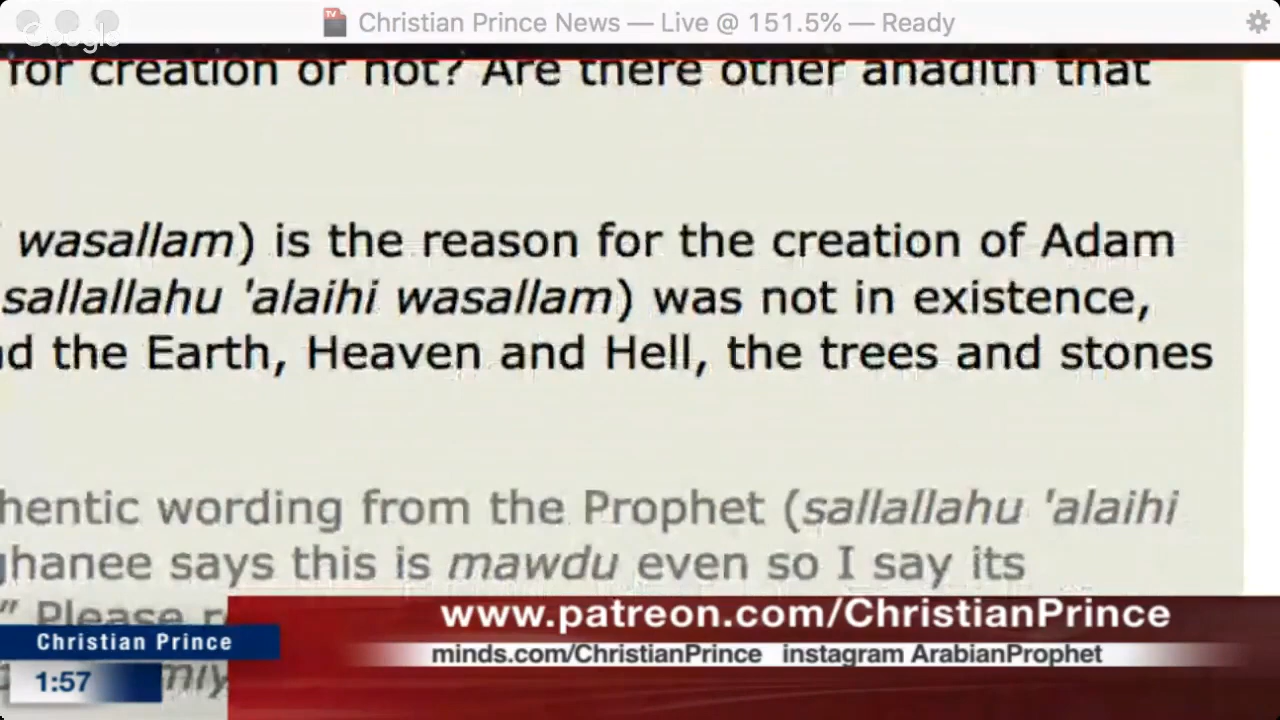 Christian Prince News — Live @ 151.5% — Ready
Google
for creation or not? Are there other ahadith that
wasallam) is the reason for the creation of Adam
sallallahu 'alaihi wasallam) was not in existence,
the Earth, Heaven and Hell, the trees and stones
wording from the Prophet (sallallahu 'alaihi
says this is mawdu even so I say its
" Please
www.patreon.com/ChristianPrince
Christian Prince
minds.com/ChristianPrince instagram ArabianProphet
1:57